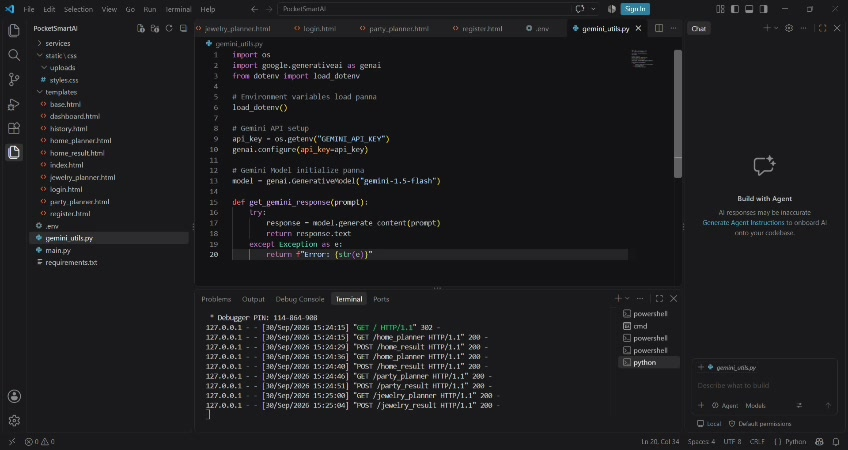 File Edit Selection View Go Run Terminal Help
PocketSmartAI
Sign In
PocketSmartAI
services
static \ css
uploads
# styles.css
templates
<> base.html
<> dashboard.html
<> history.html
<> home_planner.html
<> home_result.html
<> index.html
<> jewelry_planner.html
<> login.html
<> party_planner.html
<> register.html
.env
gemini_utils.py
main.py
requirements.txt
<> jewelry_planner.html <> login.html <> party_planner.html <> register.html .env gemini_utils.py
gemini_utils.py
1 import os
2 import google.generativeai as genai
3 from dotenv import load_dotenv
4
5 # Environment variables load panna
6 load_dotenv()
7
8 # Gemini API setup
9 api_key = os.getenv("GEMINI_API_KEY")
10 genai.configure(api_key=api_key)
11
12 # Gemini Model initialize panna
13 model = genai.GenerativeModel("gemini-1.5-flash")
14
15 def get_gemini_response(prompt):
16 try:
17 response = model.generate_content(prompt)
18 return response.text
19 except Exception as e:
20 return f"Error: {str(e)}"
Problems Output Debug Console Terminal Ports
* Debugger PIN: 114-864-908
127.0.0.1 - - [30/Sep/2026 15:24:15] "GET / HTTP/1.1" 302 -
127.0.0.1 - - [30/Sep/2026 15:24:15] "GET /home_planner HTTP/1.1" 200 -
127.0.0.1 - - [30/Sep/2026 15:24:29] "POST /home_result HTTP/1.1" 200 -
127.0.0.1 - - [30/Sep/2026 15:24:36] "GET /home_planner HTTP/1.1" 200 -
127.0.0.1 - - [30/Sep/2026 15:24:40] "POST /home_result HTTP/1.1" 200 -
127.0.0.1 - - [30/Sep/2026 15:24:46] "GET /party_planner HTTP/1.1" 200 -
127.0.0.1 - - [30/Sep/2026 15:24:51] "POST /party_result HTTP/1.1" 200 -
127.0.0.1 - - [30/Sep/2026 15:25:00] "GET /jewelry_planner HTTP/1.1" 200 -
127.0.0.1 - - [30/Sep/2026 15:25:04] "POST /jewelry_result HTTP/1.1" 200 -
powershell
cmd
powershell
powershell
python
Chat
Build with Agent
AI responses may be inaccurate
Generate Agent Instructions to onboard AI
onto your codebase.
gemini_utils.py
Describe what to build
Agent Models
Local Default permissions
0 0
Ln 20, Col 34 Spaces: 4 UTF-8 CRLF { } Python